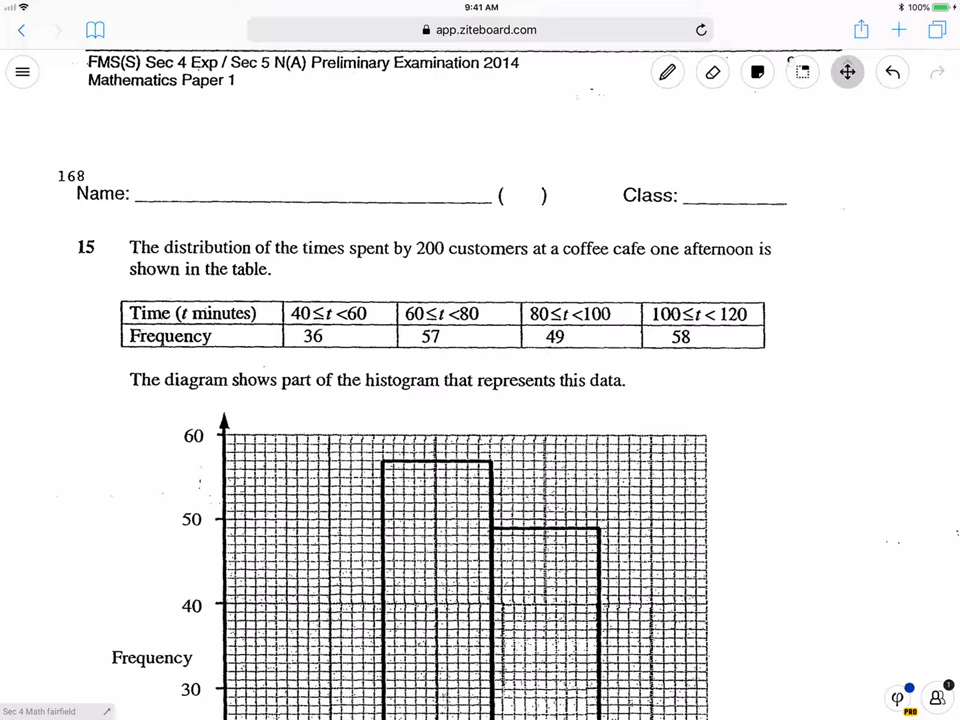 9:41 AM
100%
app.ziteboard.com
FMS(S) Sec 4 Exp / Sec 5 N(A) Preliminary Examination 2014
Mathematics Paper 1
168
Name: ____________ ( ) Class: ________
15 The distribution of the times spent by 200 customers at a coffee cafe one afternoon is
shown in the table.
Time (t minutes) 40≤t<60 60≤t<80 80≤t<100 100≤t<120
Frequency 36 57 49 58
The diagram shows part of the histogram that represents this data.
60
50
40
Frequency
30
Sec 4 Math fairfield
φ
PRO
1